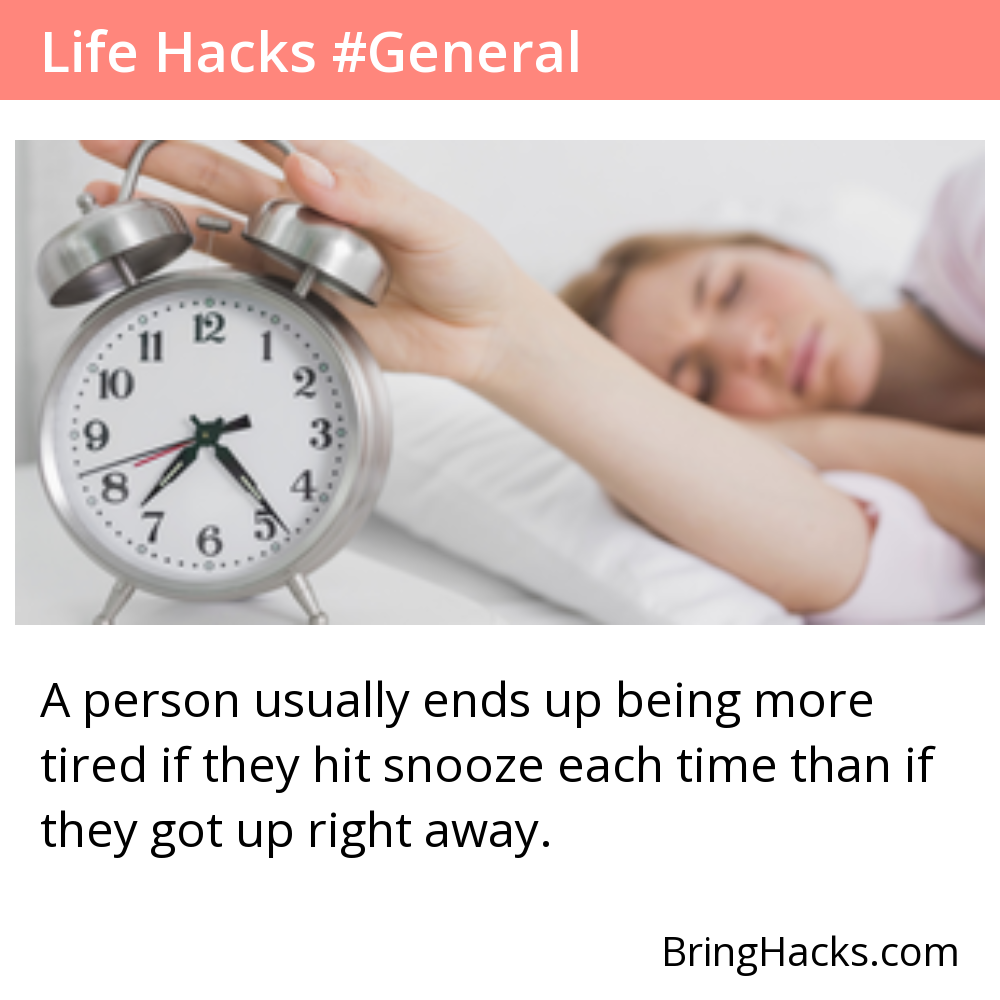 Life Hacks #General
12
11 1
10 2
9 3
8 4
7 5
6
A person usually ends up being more
tired if they hit snooze each time than if
they got up right away.
BringHacks.com